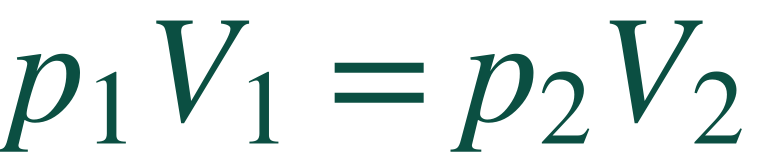 p₁V₁ = p₂V₂